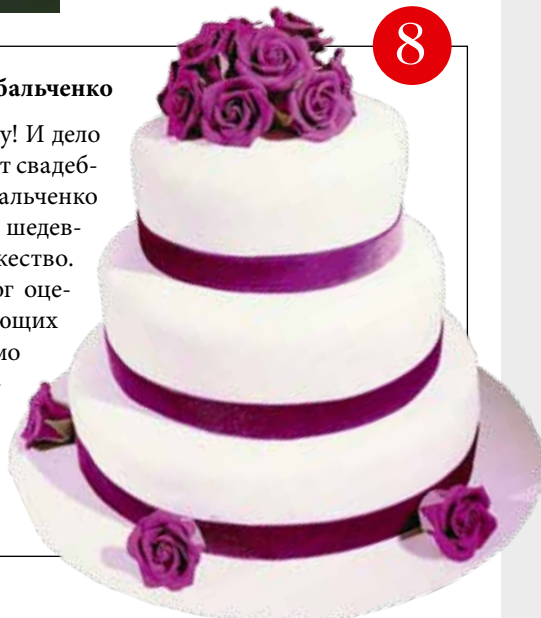 8
бальченко
у! И дело
т свадеб-
альченко
шедев-
жество.
ог оце-
ющих
мо